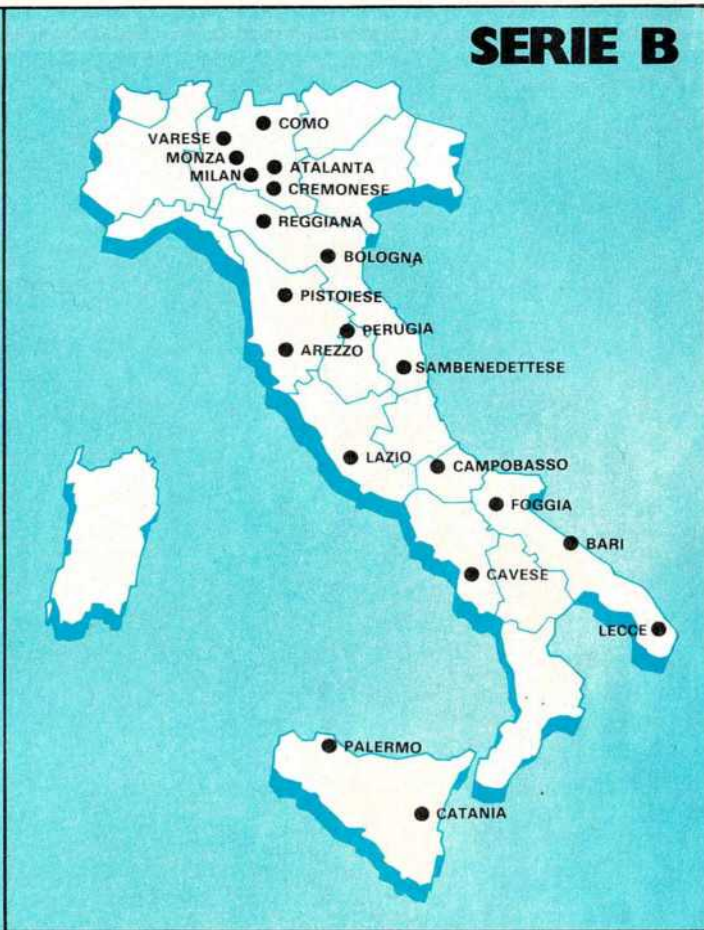 SERIE B
COMO
VARESE
MONZA
ATALANTA
MILAN
CREMONESE
REGGIANA
BOLOGNA
PISTOIESE
PERUGIA
AREZZO
SAMBENEDETTESE
LAZIO
CAMPOBASSO
FOGGIA
BARI
CAVESE
LECCE
PALERMO
CATANIA